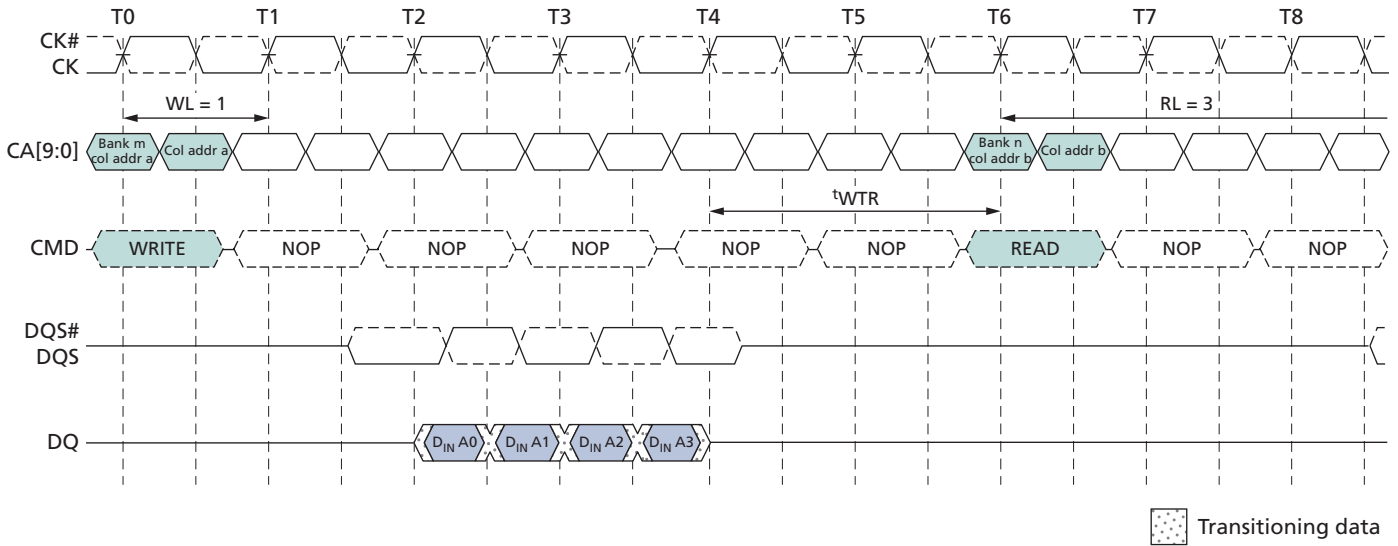 T0 T1 T2 T3 T4 T5 T6 T7 T8
CK#
CK
WL = 1
RL = 3
CA[9:0]
Bank m
col addr a
Col addr a
Bank n
col addr b
Col addr b
tWTR
CMD
WRITE NOP NOP NOP NOP NOP READ NOP NOP
DQS#
DQS
DQ
DIN A0 DIN A1 DIN A2 DIN A3
Transitioning data